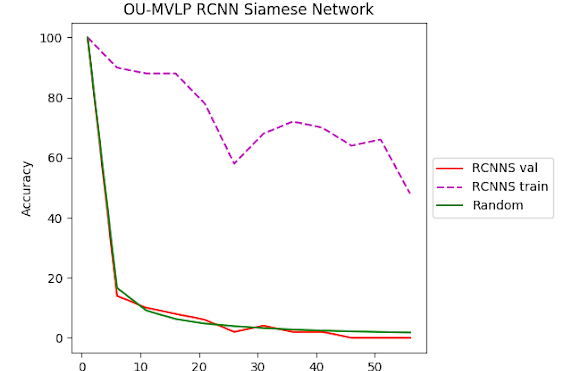 OU-MVLP RCNN Siamese Network
100
80
60
40
20
0
Accuracy
0 10 20 30 40 50
RCNNS val
RCNNS train
Random